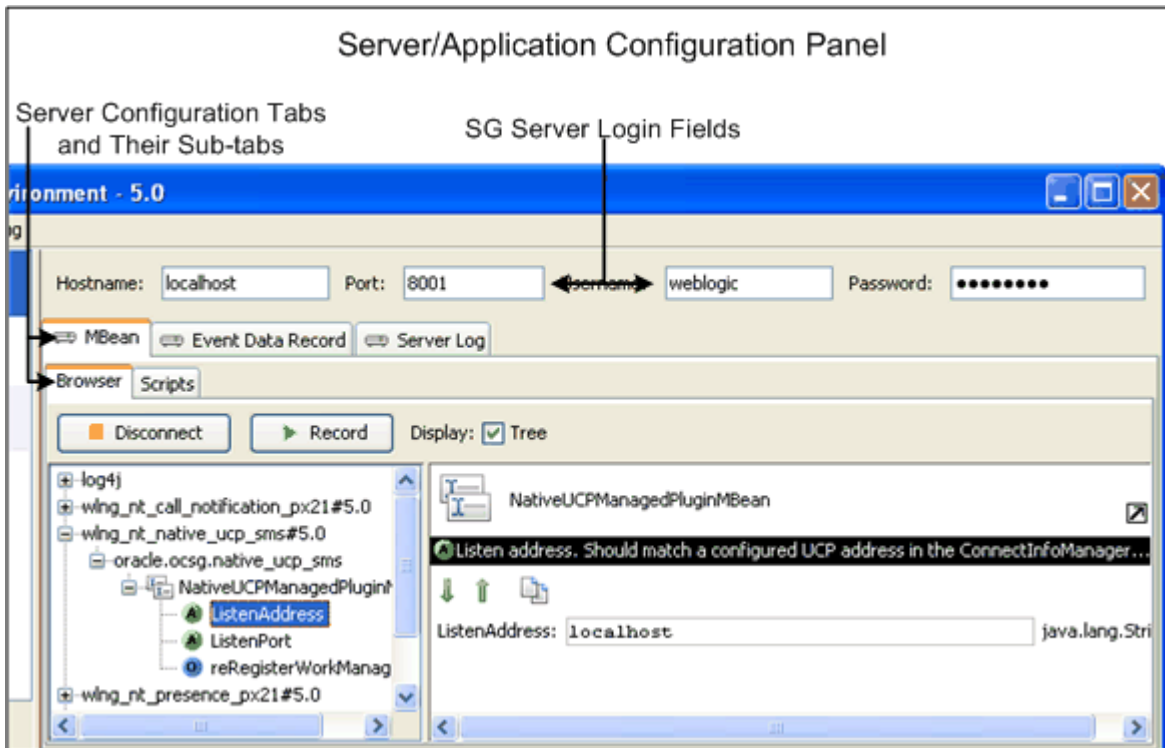 Server/Application Configuration Panel
Server Configuration Tabs
and Their Sub-tabs
SG Server Login Fields
vironment - 5.0
Hostname: localhost Port: 8001 Username weblogic Password: ••••••••
MBean Event Data Record Server Log
Browser Scripts
Disconnect Record Display: Tree
log4j
wlng_nt_call_notification_px21#5.0
wlng_nt_native_ucp_sms#5.0
oracle.ocsg.native_ucp_sms
NativeUCPManagedPluginM
ListenAddress
ListenPort
reRegisterWorkManag
wlng_nt_presence_px21#5.0
NativeUCPManagedPluginMBean
Listen address. Should match a configured UCP address in the ConnectInfoManager...
ListenAddress: localhost java.lang.Stri